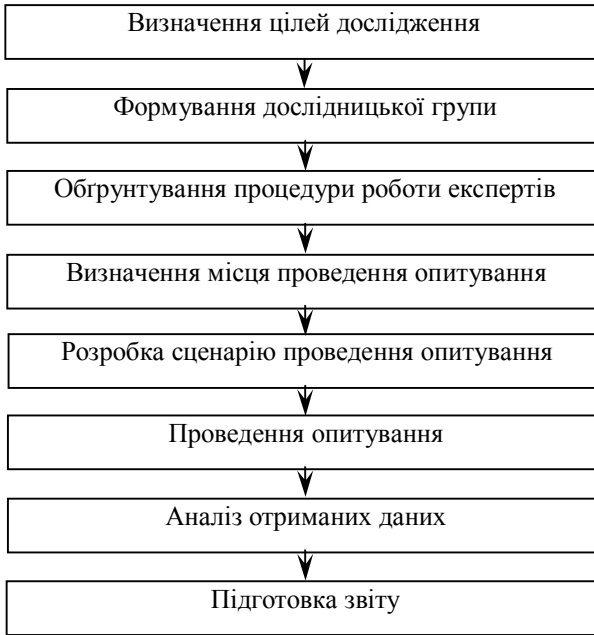 Визначення цілей дослідження
Формування дослідницької групи
Обґрунтування процедури роботи експертів
Визначення місця проведення опитування
Розробка сценарію проведення опитування
Проведення опитування
Аналіз отриманих даних
Підготовка звіту